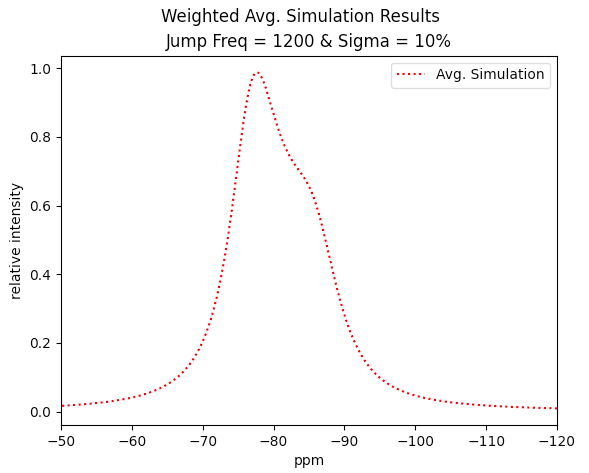 Weighted Avg. Simulation Results
Jump Freq = 1200 & Sigma = 10%
Avg. Simulation
1.0
0.8
0.6
0.4
0.2
0.0
relative intensity
−50 −60 −70 −80 −90 −100 −110 −120
ppm